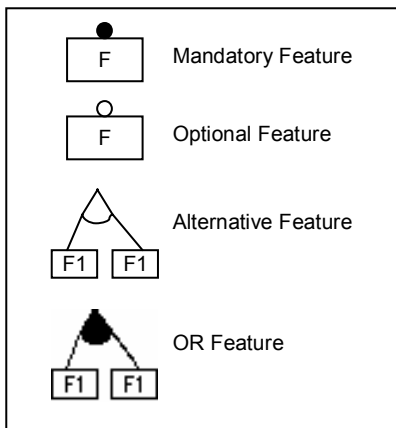 F
Mandatory Feature
F
Optional Feature
Alternative Feature
F1 F1
OR Feature
F1 F1